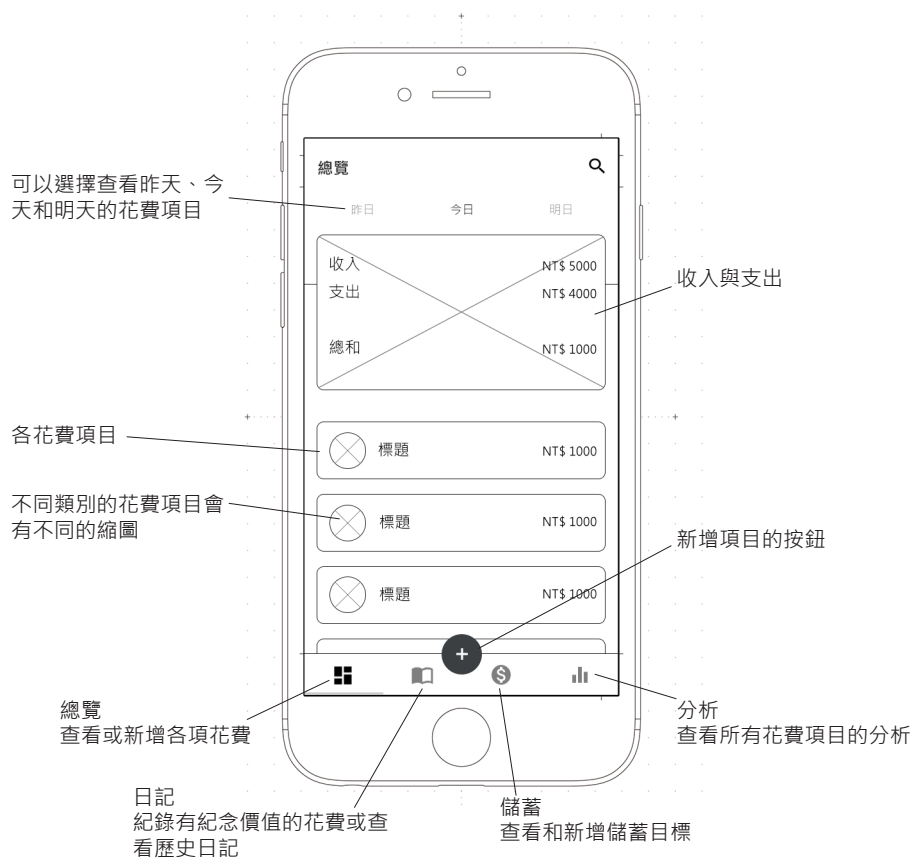 總覽
昨日 今日 明日
收入 NT$ 5000
支出 NT$ 4000
總和 NT$ 1000
標題 NT$ 1000
標題 NT$ 1000
標題 NT$ 1000
可以選擇查看昨天、今
天和明天的花費項目
收入與支出
各花費項目
不同類別的花費項目會
有不同的縮圖
新增項目的按鈕
總覽
查看或新增各項花費
日記
紀錄有紀念價值的花費或查
看歷史日記
儲蓄
查看和新增儲蓄目標
分析
查看所有花費項目的分析